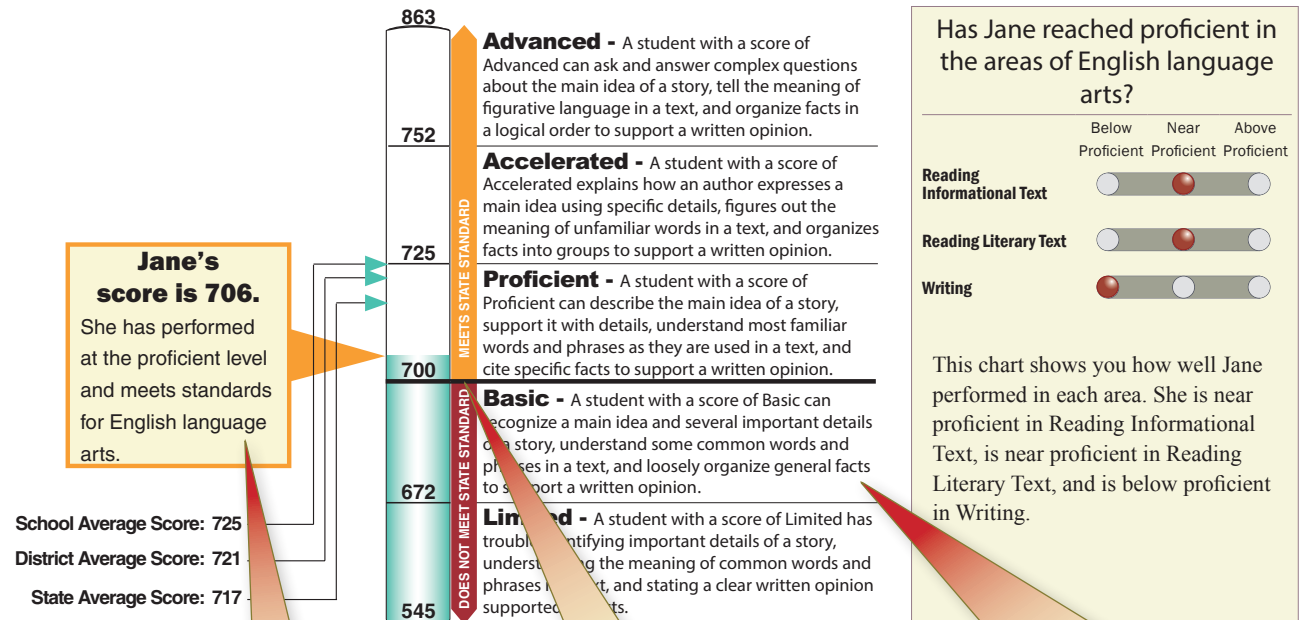 863
Advanced - A student with a score of
Advanced can ask and answer complex questions
about the main idea of a story, tell the meaning of
figurative language in a text, and organize facts in
a logical order to support a written opinion.
752
Accelerated - A student with a score of
Accelerated explains how an author expresses a
main idea using specific details, figures out the
meaning of unfamiliar words in a text, and organizes
facts into groups to support a written opinion.
725
Proficient - A student with a score of
Proficient can describe the main idea of a story,
support it with details, understand most familiar
words and phrases as they are used in a text, and
cite specific facts to support a written opinion.
700
Basic - A student with a score of Basic can
recognize a main idea and several important details
of a story, understand some common words and
phrases in a text, and loosely organize general facts
to support a written opinion.
672
Limited - A student with a score of Limited has
trouble identifying important details of a story,
understanding the meaning of common words and
phrases text, and stating a clear written opinion
supported
545
MEETS STATE STANDARD
DOES NOT MEET STATE STANDARD
Jane's
score is 706.
She has performed
at the proficient level
and meets standards
for English language
arts.
School Average Score: 725
District Average Score: 721
State Average Score: 717
Has Jane reached proficient in
the areas of English language
arts?
Below Near Above
Proficient Proficient Proficient
Reading
Informational Text
Reading Literary Text
Writing
This chart shows you how well Jane
performed in each area. She is near
proficient in Reading Informational
Text, is near proficient in Reading
Literary Text, and is below proficient
in Writing.